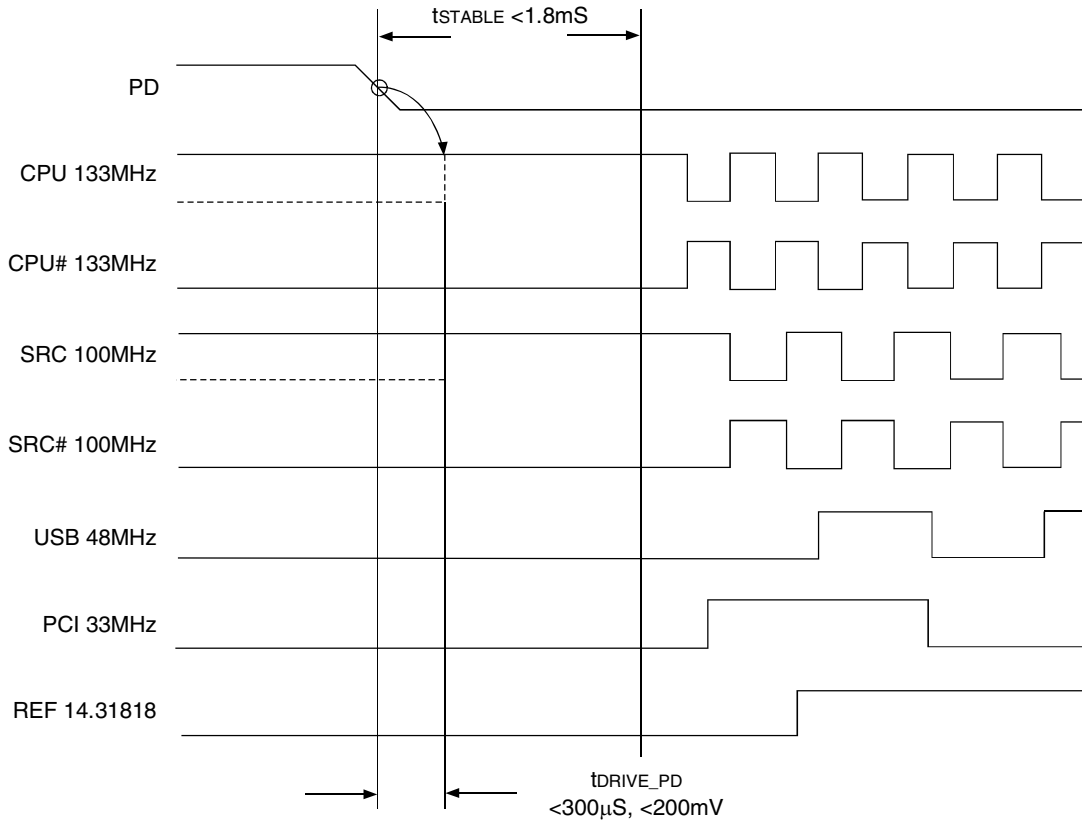 tSTABLE <1.8mS
PD
CPU 133MHz
CPU# 133MHz
SRC 100MHz
SRC# 100MHz
USB 48MHz
PCI 33MHz
REF 14.31818
tDRIVE_PD
<300μS, <200mV